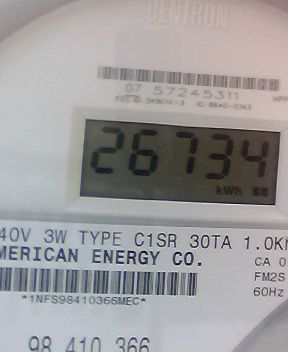 CENTRON
07 57245311
26734
kWh
40V 3W TYPE C1SR 30TA 1.0Kh
MERICAN ENERGY CO.
CA 0
FM2S
60Hz
*1NFS98410366MEC*
98 410 366